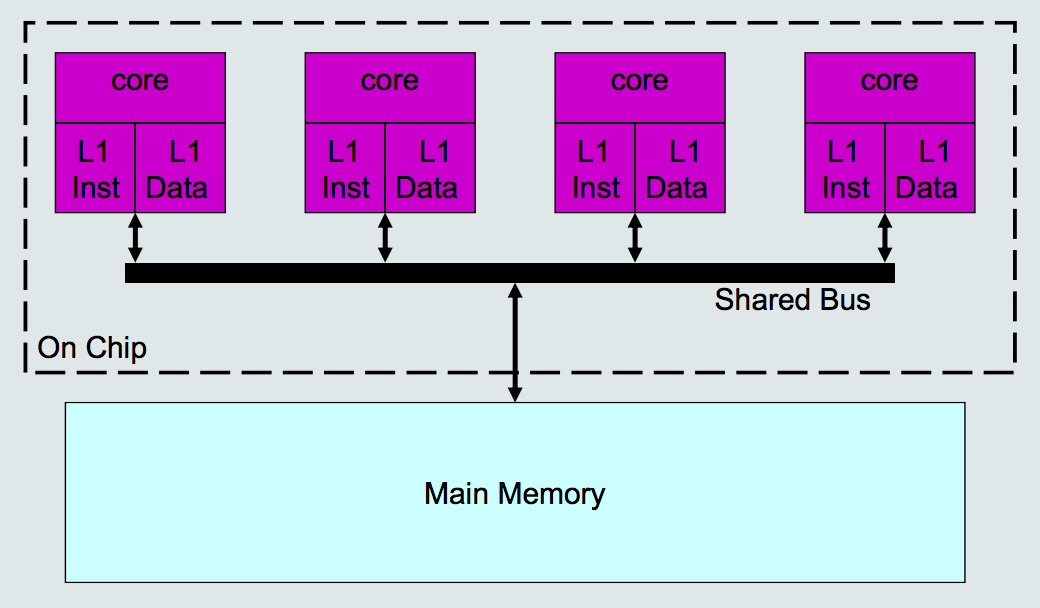 core
core
core
core
L1
Inst
L1
Data
L1
Inst
L1
Data
L1
Inst
L1
Data
L1
Inst
L1
Data
Shared Bus
On Chip
Main Memory